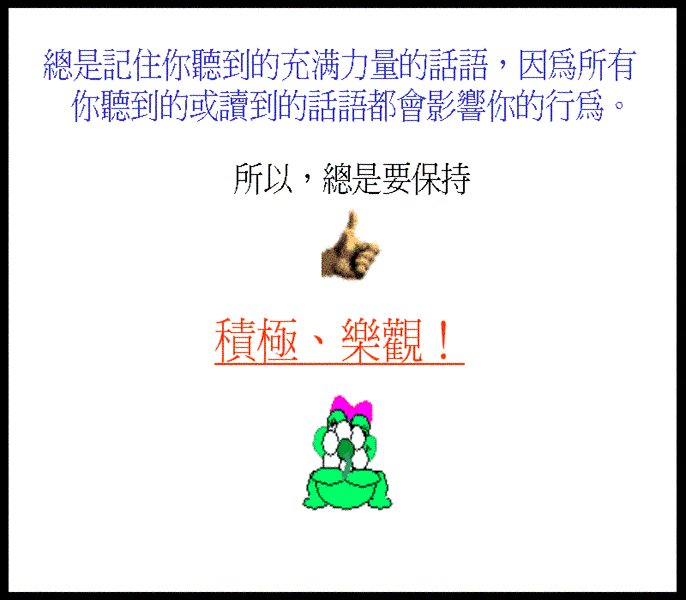 總是記住你聽到的充满力量的話語，因爲所有
你聽到的或讀到的話語都會影響你的行爲。
所以，總是要保持
積極、樂觀！